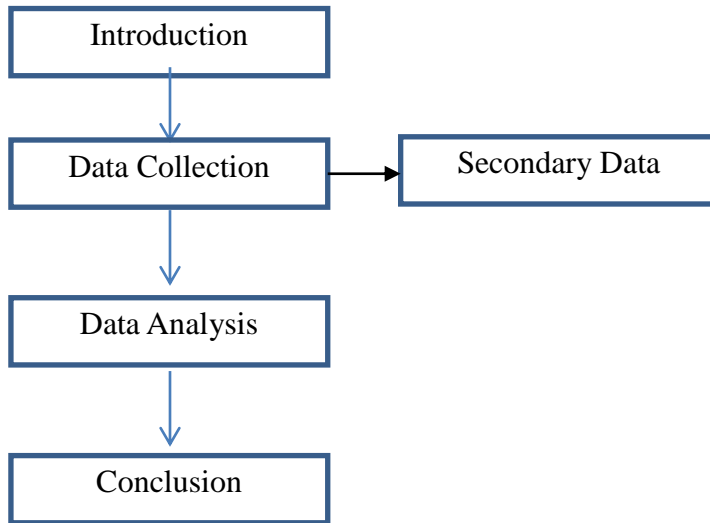 Introduction
Data Collection
Secondary Data
Data Analysis
Conclusion